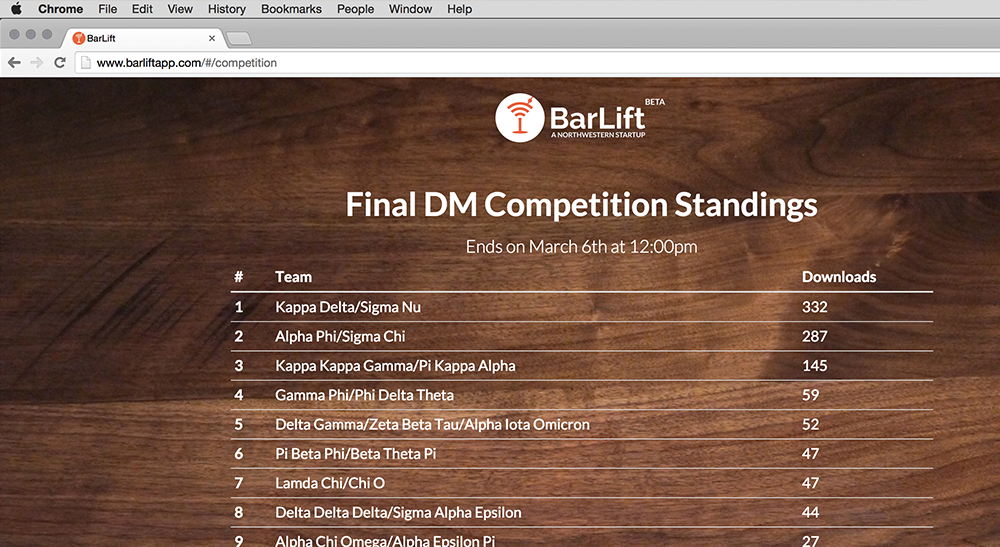 Chrome File Edit View History Bookmarks People Window Help
BarLift
www.barliftapp.com/#/competition
BarLift BETA
A NORTHWESTERN STARTUP
Final DM Competition Standings
Ends on March 6th at 12:00pm
# Team Downloads
1 Kappa Delta/Sigma Nu 332
2 Alpha Phi/Sigma Chi 287
3 Kappa Kappa Gamma/Pi Kappa Alpha 145
4 Gamma Phi/Phi Delta Theta 59
5 Delta Gamma/Zeta Beta Tau/Alpha Iota Omicron 52
6 Pi Beta Phi/Beta Theta Pi 47
7 Lamda Chi/Chi O 47
8 Delta Delta Delta/Sigma Alpha Epsilon 44
9 Alpha Chi Omega/Alpha Epsilon Pi 27